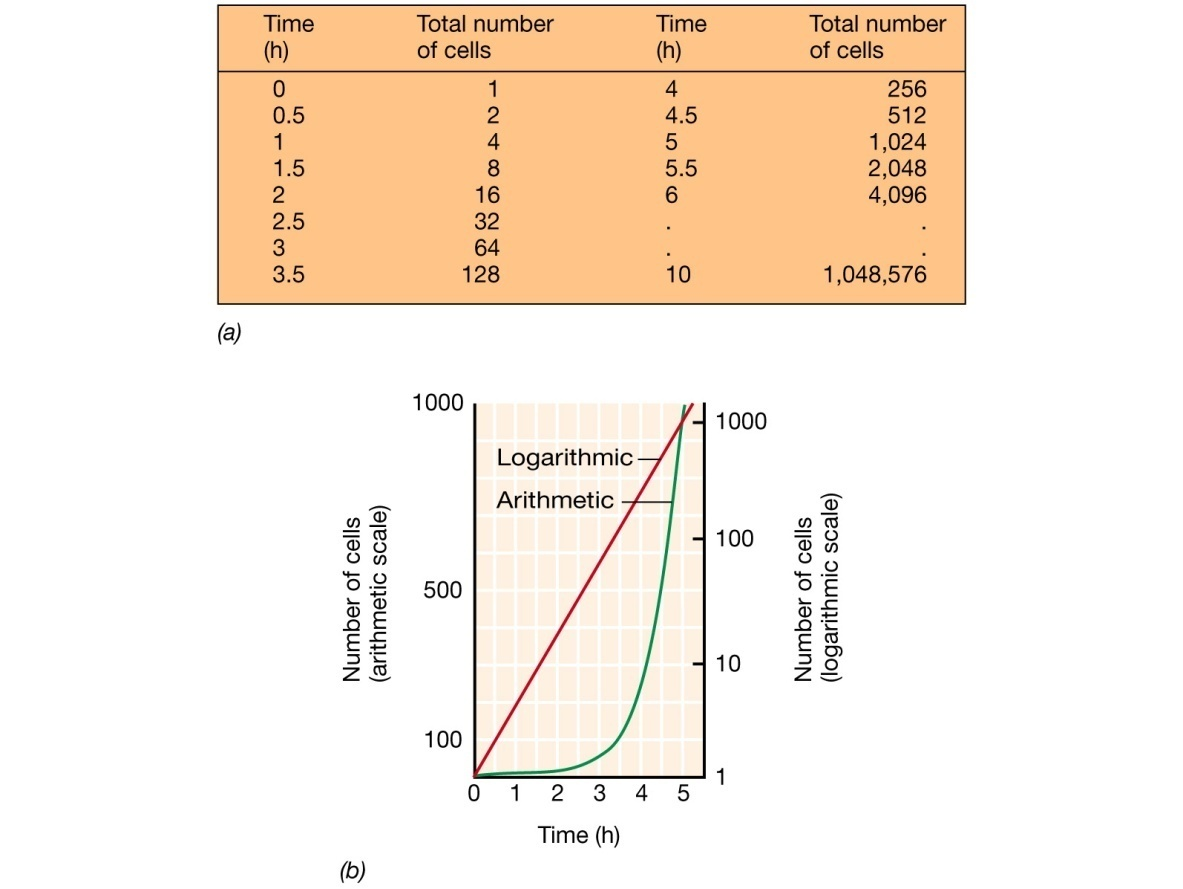 Time Total number Time Total number
(h) of cells (h) of cells
0 1 4 256
0.5 2 4.5 512
1 4 5 1,024
1.5 8 5.5 2,048
2 16 6 4,096
2.5 32 . .
3 64 . .
3.5 128 10 1,048,576
(a)
1000
500
100
Number of cells
(arithmetic scale)
Logarithmic
Arithmetic
1000
100
10
1
Number of cells
(logarithmic scale)
0 1 2 3 4 5
Time (h)
(b)